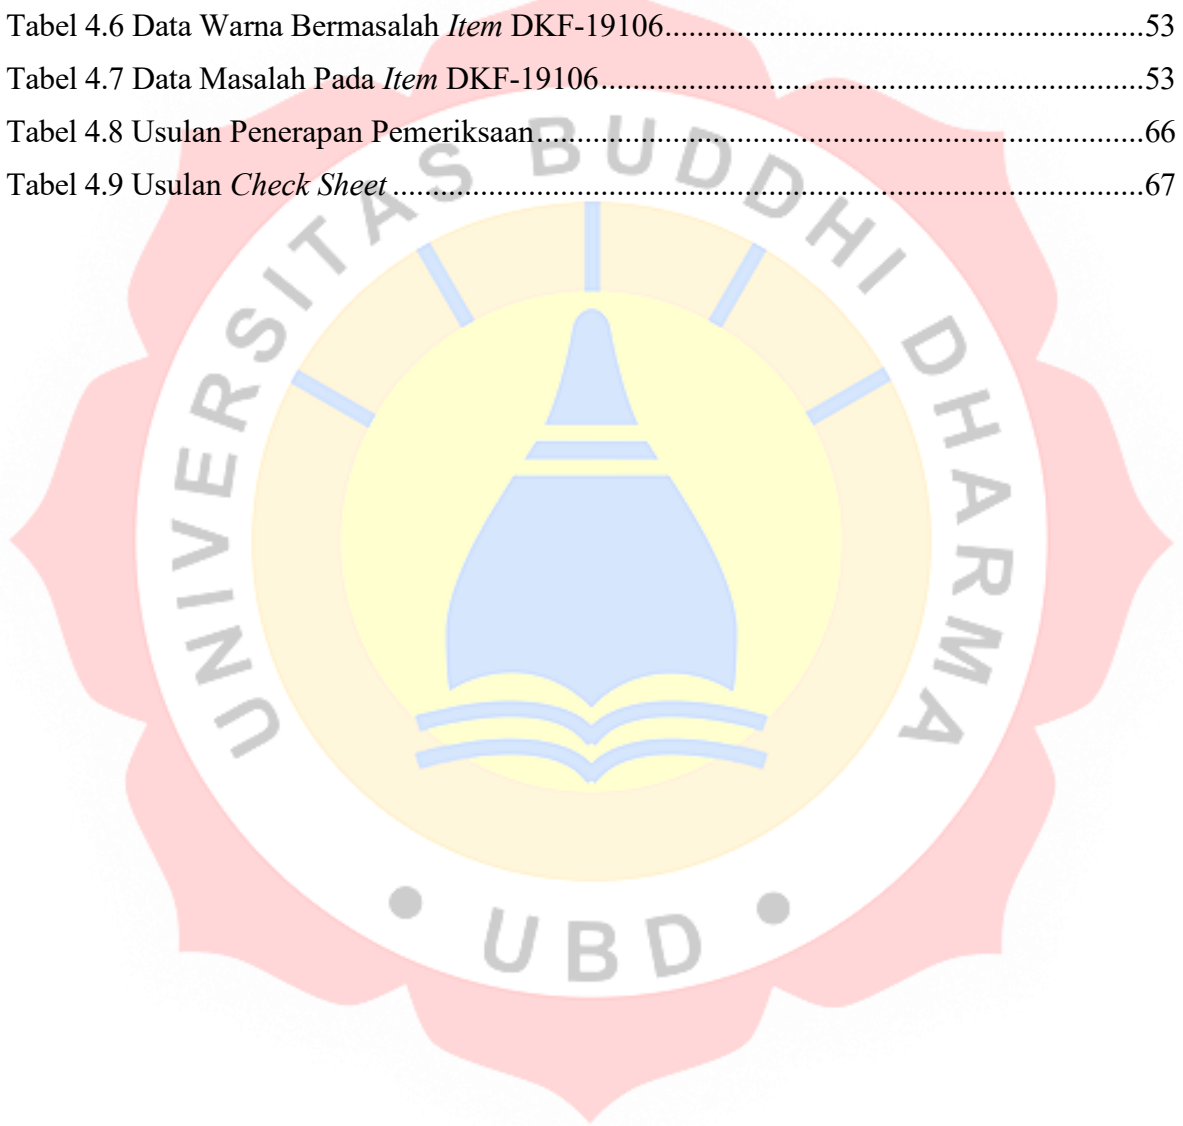 Tabel 4.6 Data Warna Bermasalah Item DKF-19106..............................................................53
Tabel 4.7 Data Masalah Pada Item DKF-19106......................................................................53
Tabel 4.8 Usulan Penerapan Pemeriksaan..............................................................................66
Tabel 4.9 Usulan Check Sheet................................................................................................67
UNIVERSITAS BUDDHI DHARMA
• UBD •